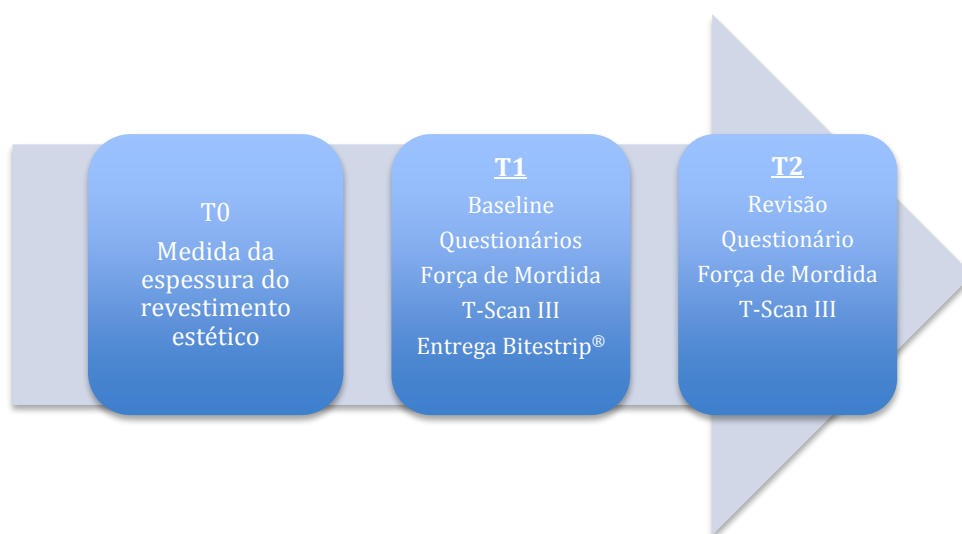 T0
Medida da
espessura do
revestimento
estético
T1
Baseline
Questionários
Força de Mordida
T-Scan III
Entrega Bitestrip®
T2
Revisão
Questionário
Força de Mordida
T-Scan III